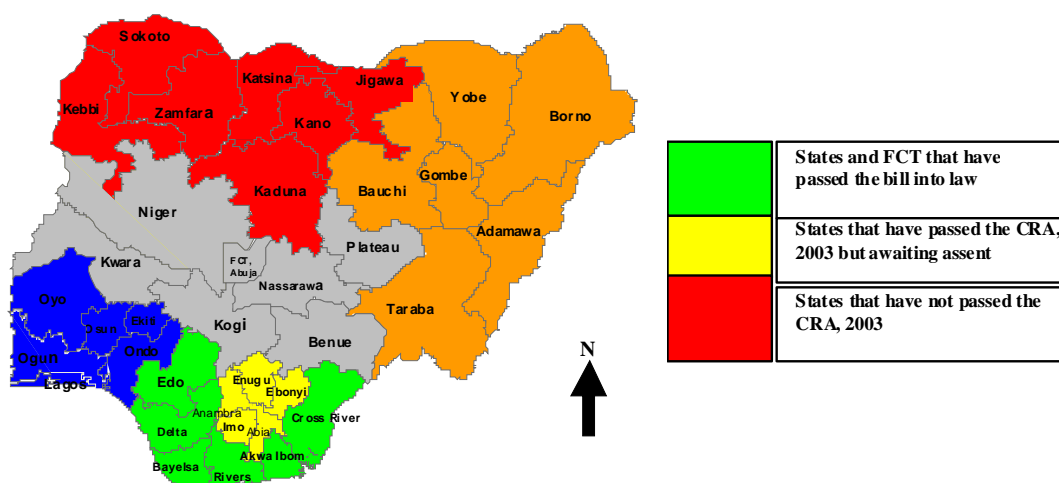 Sokoto
Katsina
Jigawa
Kebbi
Zamfara
Kano
Yobe
Borno
Kaduna
Bauchi
Gombe
Niger
Adamawa
Plateau
Kwara
FCT,
Abuja
Nassarawa
Taraba
Oyo
Osun
Ekiti
Kogi
Benue
Ogun
Ondo
Lagos
Edo
Enugu
Ebonyi
Anambra
Imo
Abia
Cross River
Delta
Akwa Ibom
Bayelsa
Rivers
N
States and FCT that have
passed the bill into law
States that have passed the CRA,
2003 but awaiting assent
States that have not passed the
CRA, 2003